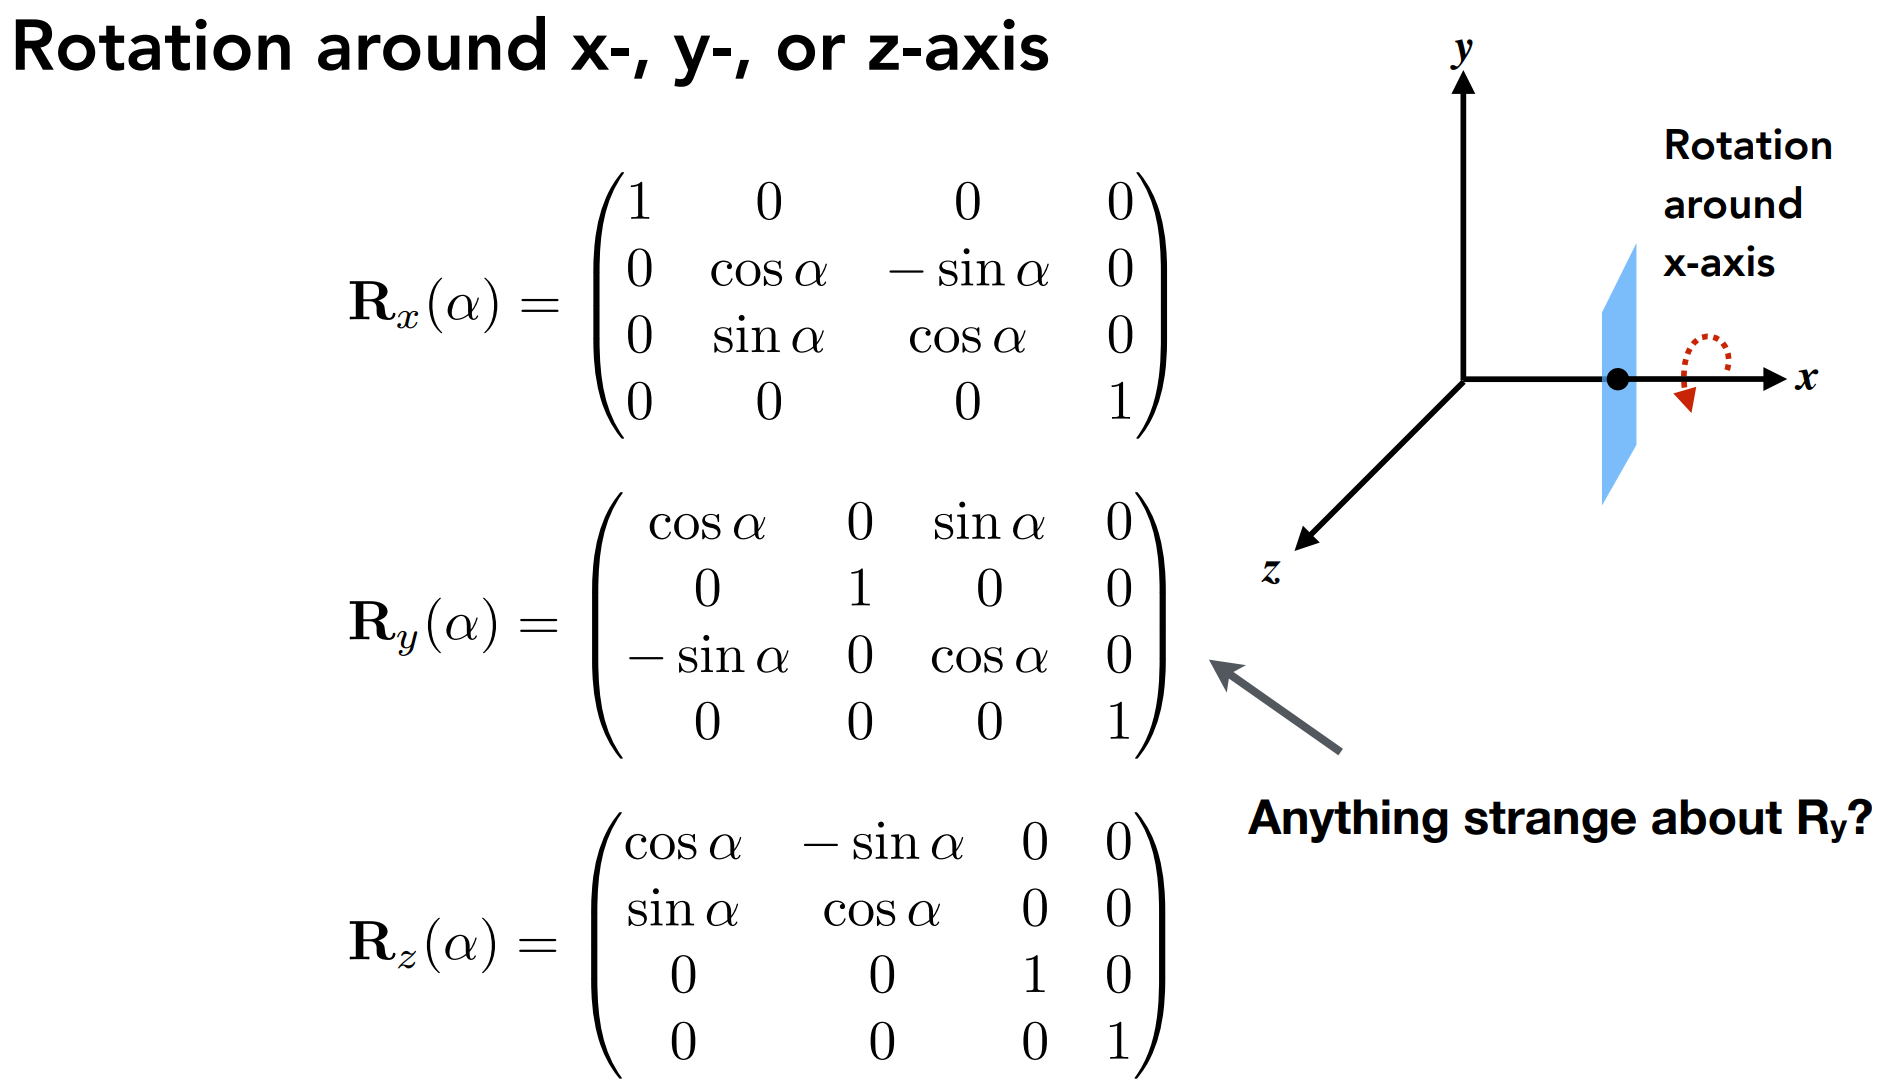 Rotation around x-, y-, or z-axis
y
Rotation
around
x-axis
x
z
R_x(α) =
1 0 0 0
0 cos α − sin α 0
0 sin α cos α 0
0 0 0 1
R_y(α) =
cos α 0 sin α 0
0 1 0 0
− sin α 0 cos α 0
0 0 0 1
Anything strange about R_y?
R_z(α) =
cos α − sin α 0 0
sin α cos α 0 0
0 0 1 0
0 0 0 1